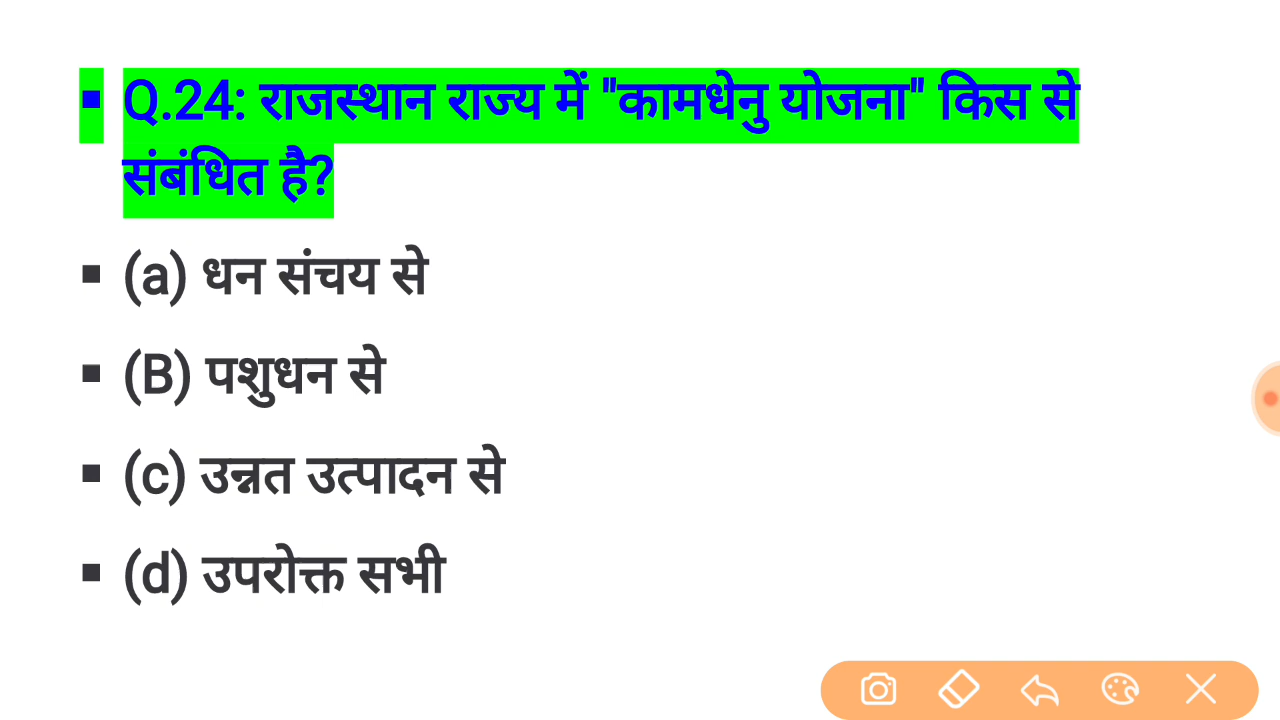 Q.24: राजस्थान राज्य में "कामधेनु योजना" किस से
संबंधित है?
(a) धन संचय से
(B) पशुधन से
(c) उन्नत उत्पादन से
(d) उपरोक्त सभी